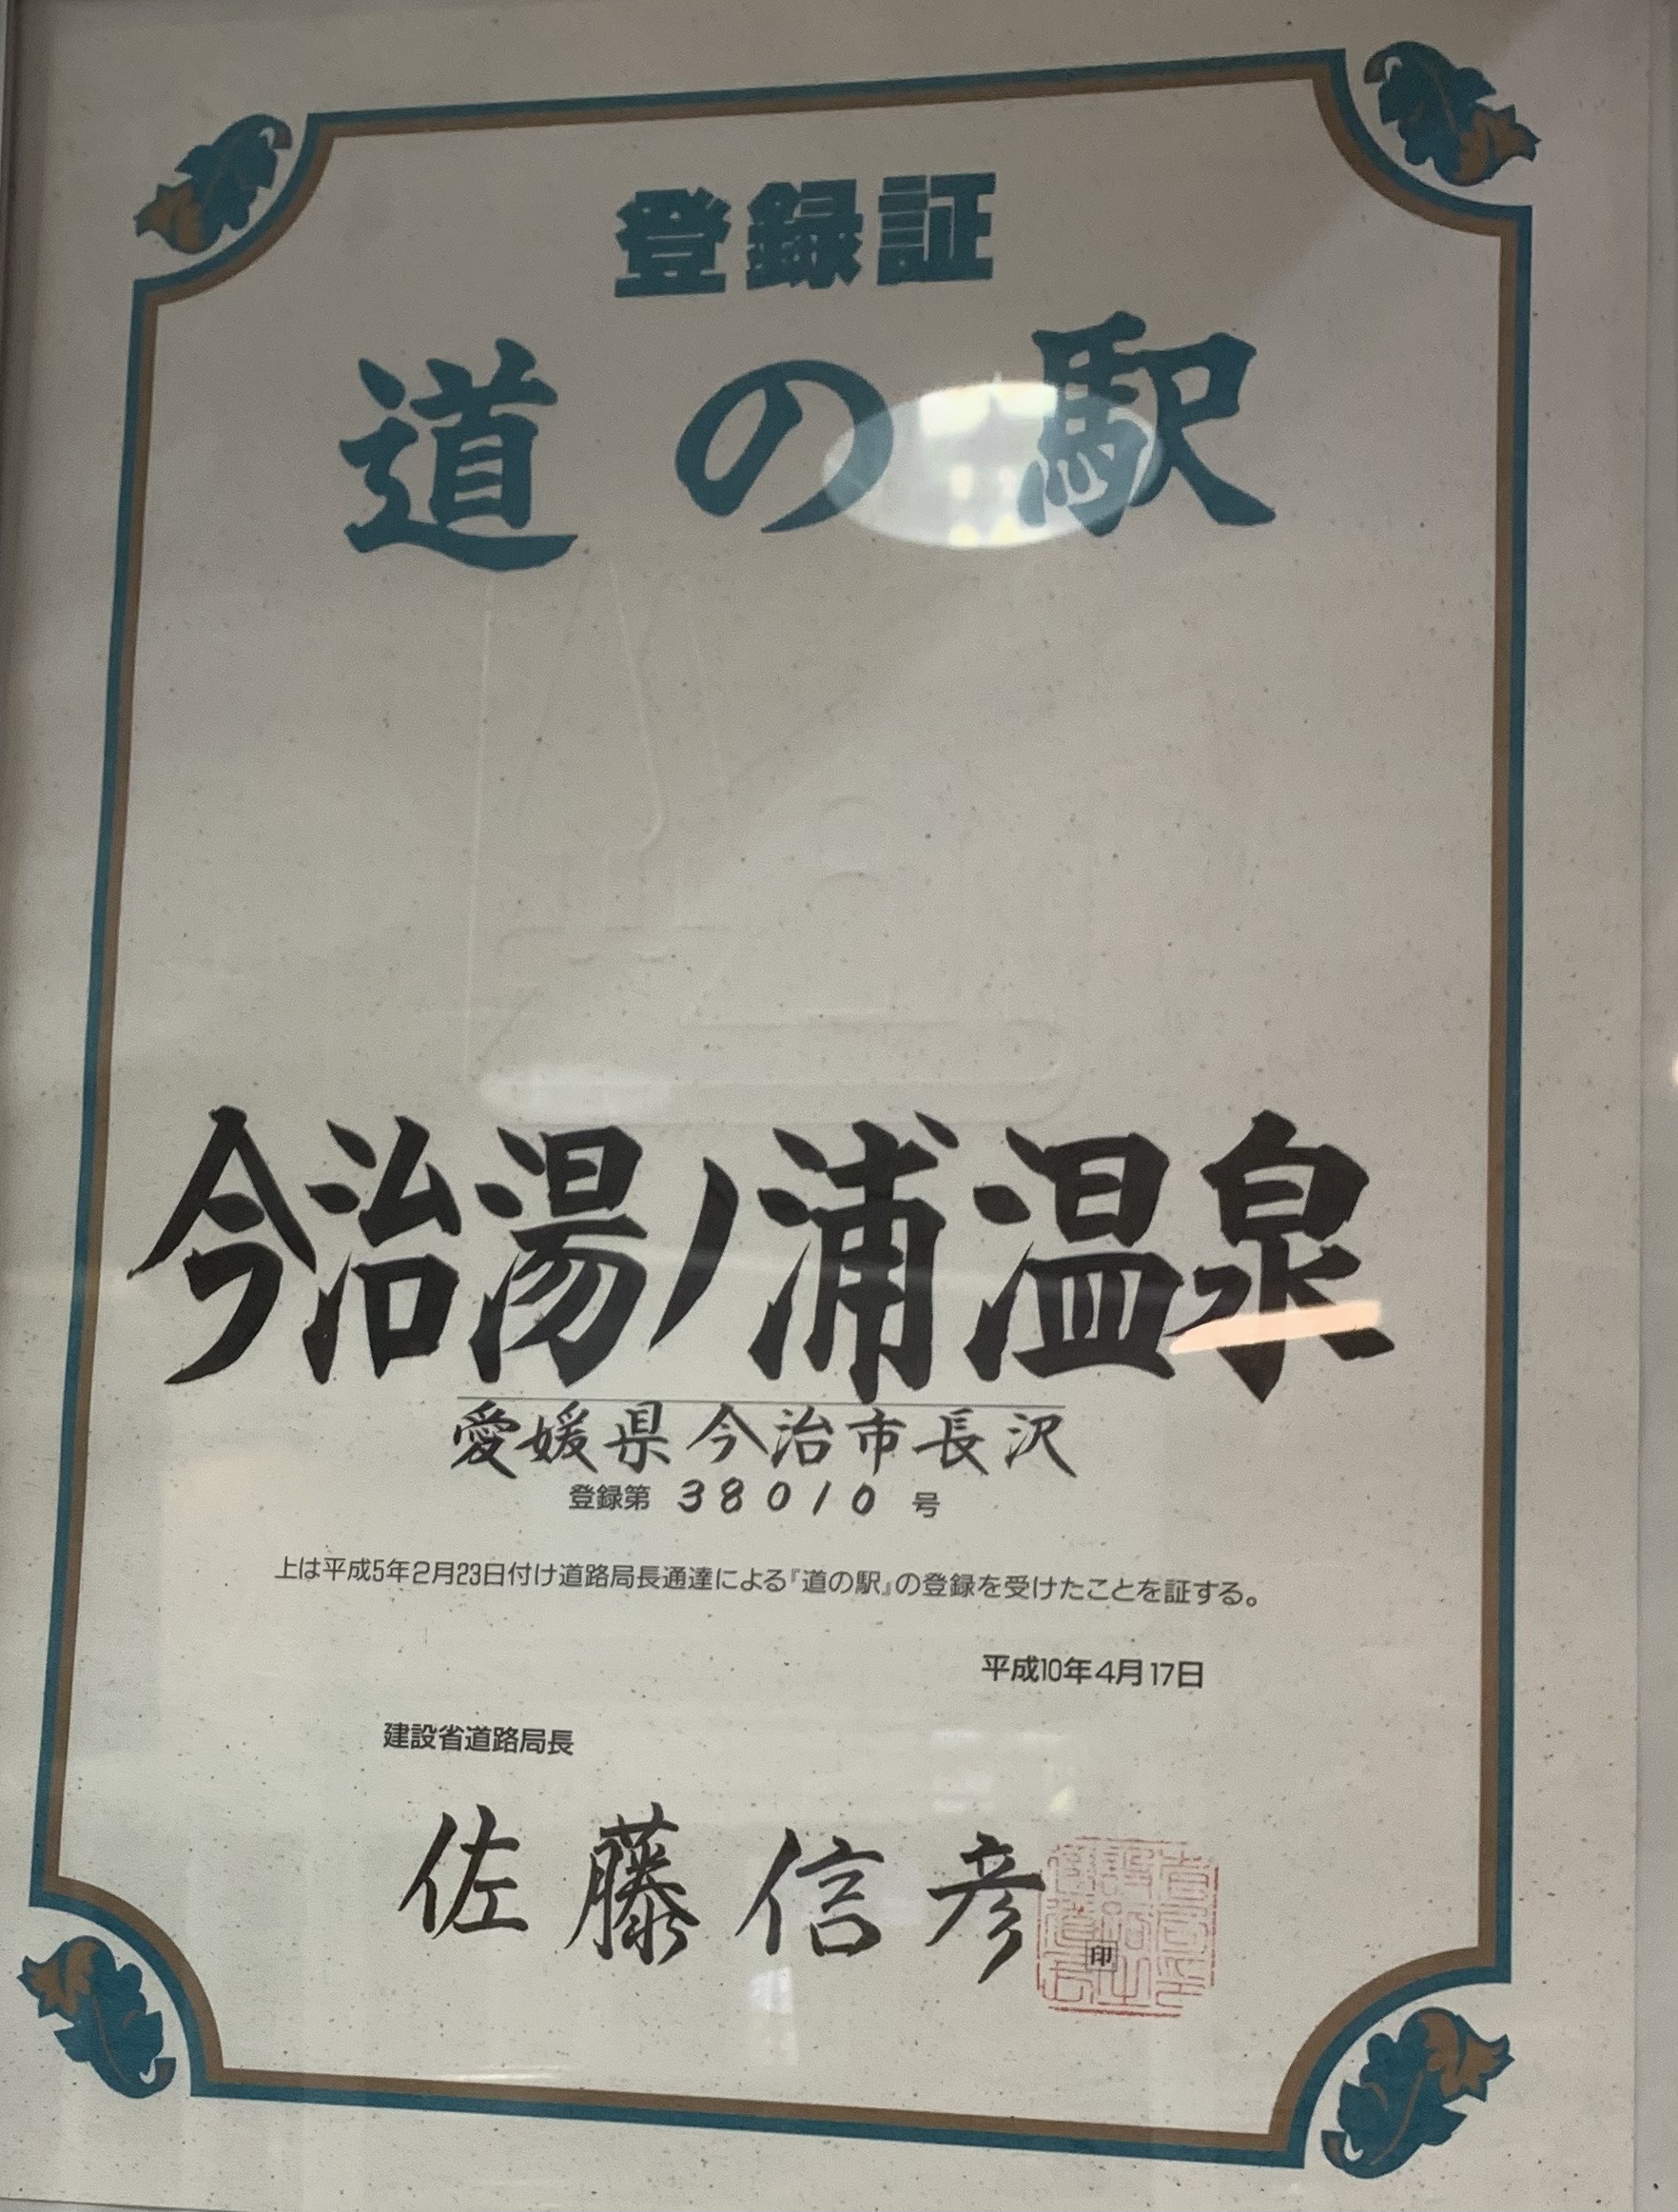 登録証
道の駅
今治湯ノ浦温泉
愛媛県今治市長沢
登録第 38010 号
上は平成5年2月23日付け道路局長通達による『道の駅』の登録を受けたことを証する。
平成10年4月17日
建設省道路局長
佐藤信彦
印